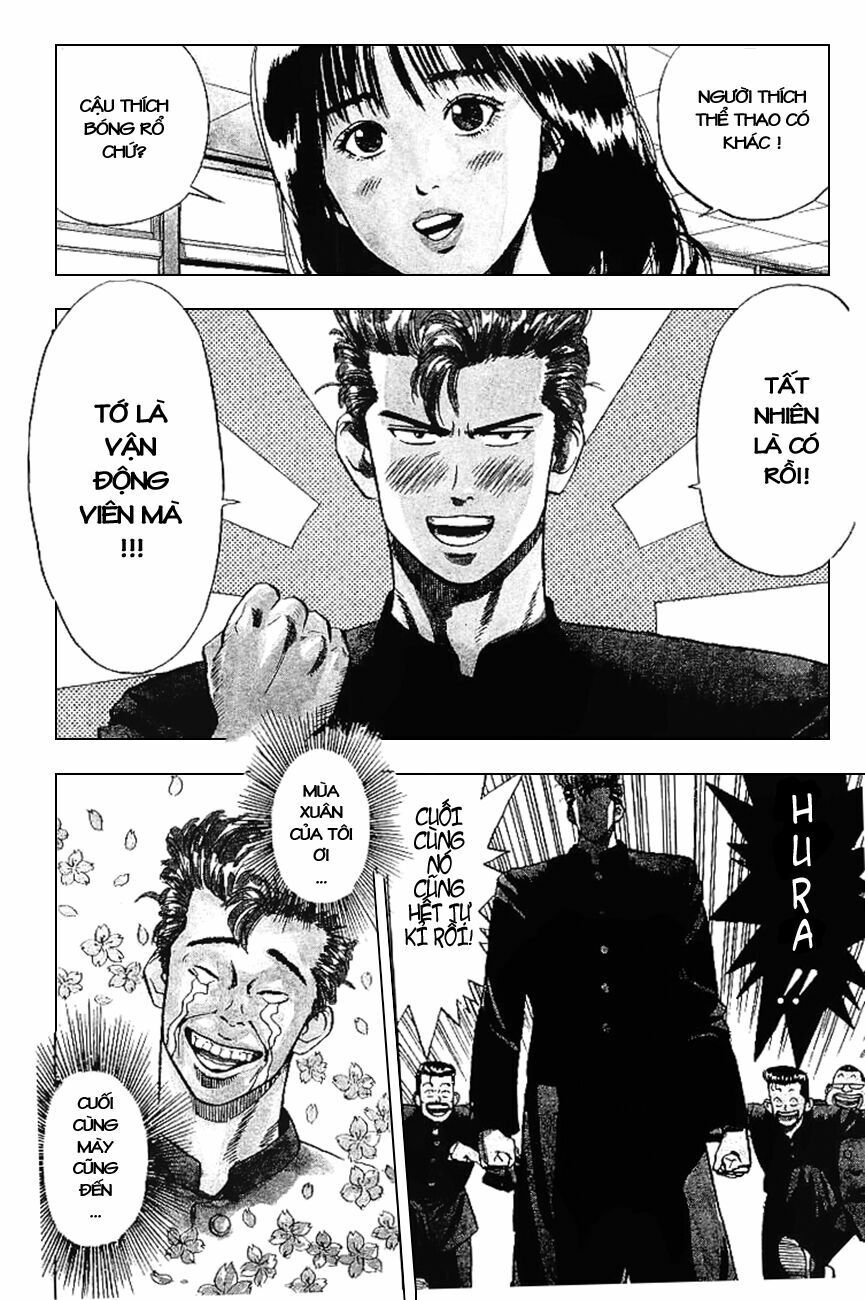 NGƯỜI THÍCH
THỂ THAO CÓ
KHÁC !
CẬU THÍCH
BÓNG RỔ
CHỨ?
TẤT
NHIÊN
LÀ CÓ
RỒI!
TỚ LÀ
VẬN
ĐỘNG
VIÊN MÀ
!!!
HURA!!
CUỐI
CÙNG
NÓ
CŨNG
HẾT TỰ
KỈ RỒI!
MÙA
XUÂN
CỦA TÔI
ƠI
...
CUỐI
CÙNG
MÀY
CŨNG
ĐẾN
...